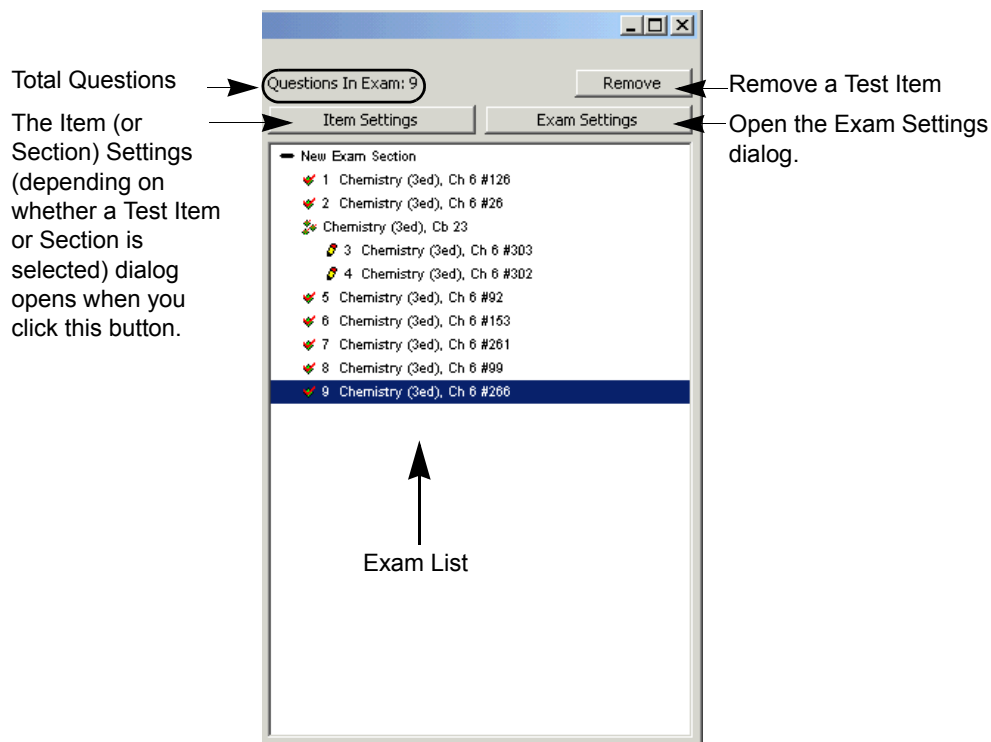 Total Questions
The Item (or
Section) Settings
(depending on
whether a Test Item
or Section is
selected) dialog
opens when you
click this button.
Questions In Exam: 9
Remove
Item Settings
Exam Settings
New Exam Section
1 Chemistry (3ed), Ch 6 #126
2 Chemistry (3ed), Ch 6 #26
Chemistry (3ed), Cb 23
3 Chemistry (3ed), Ch 6 #303
4 Chemistry (3ed), Ch 6 #302
5 Chemistry (3ed), Ch 6 #92
6 Chemistry (3ed), Ch 6 #153
7 Chemistry (3ed), Ch 6 #261
8 Chemistry (3ed), Ch 6 #99
9 Chemistry (3ed), Ch 6 #266
Exam List
Remove a Test Item
Open the Exam Settings
dialog.